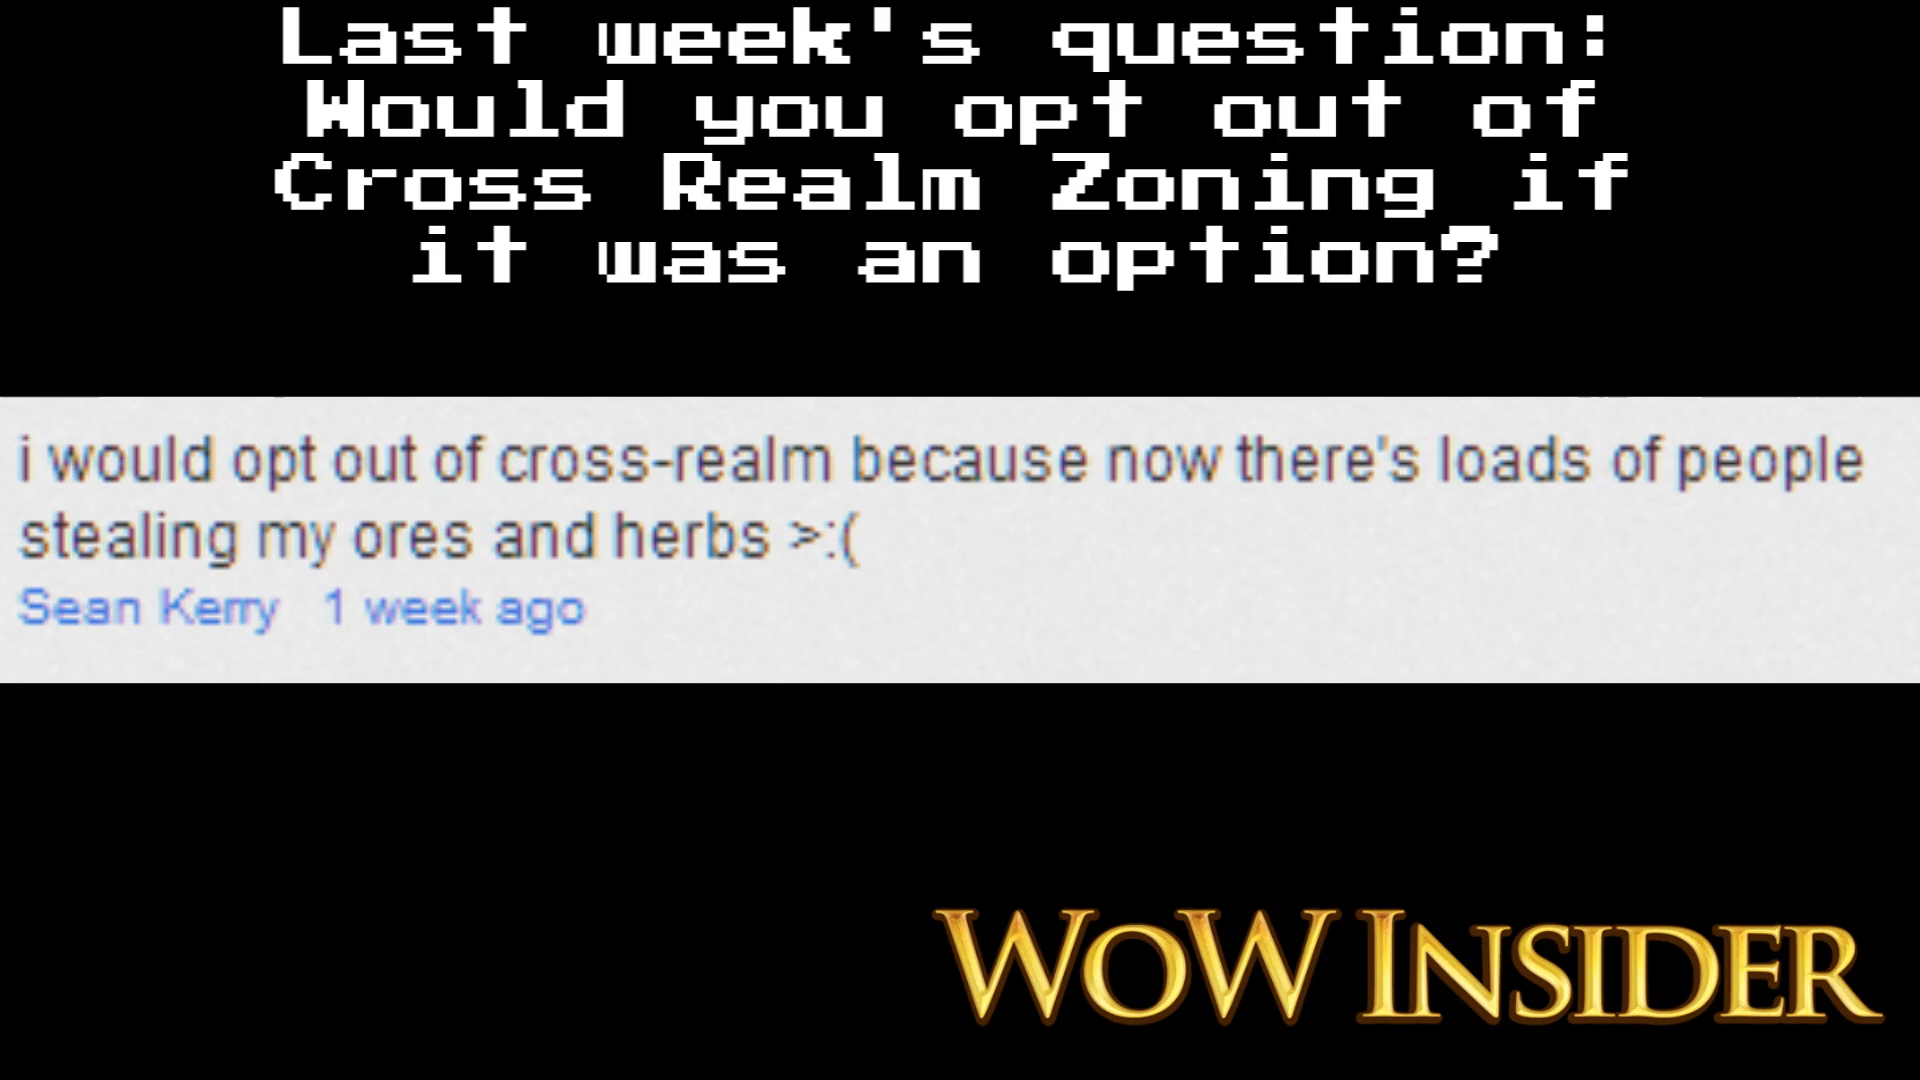 Last week's question:
Would you opt out of
Cross Realm Zoning if
it was an option?
i would opt out of cross-realm because now there's loads of people
stealing my ores and herbs >:(
Sean Kerry 1 week ago
WoW INSIDER